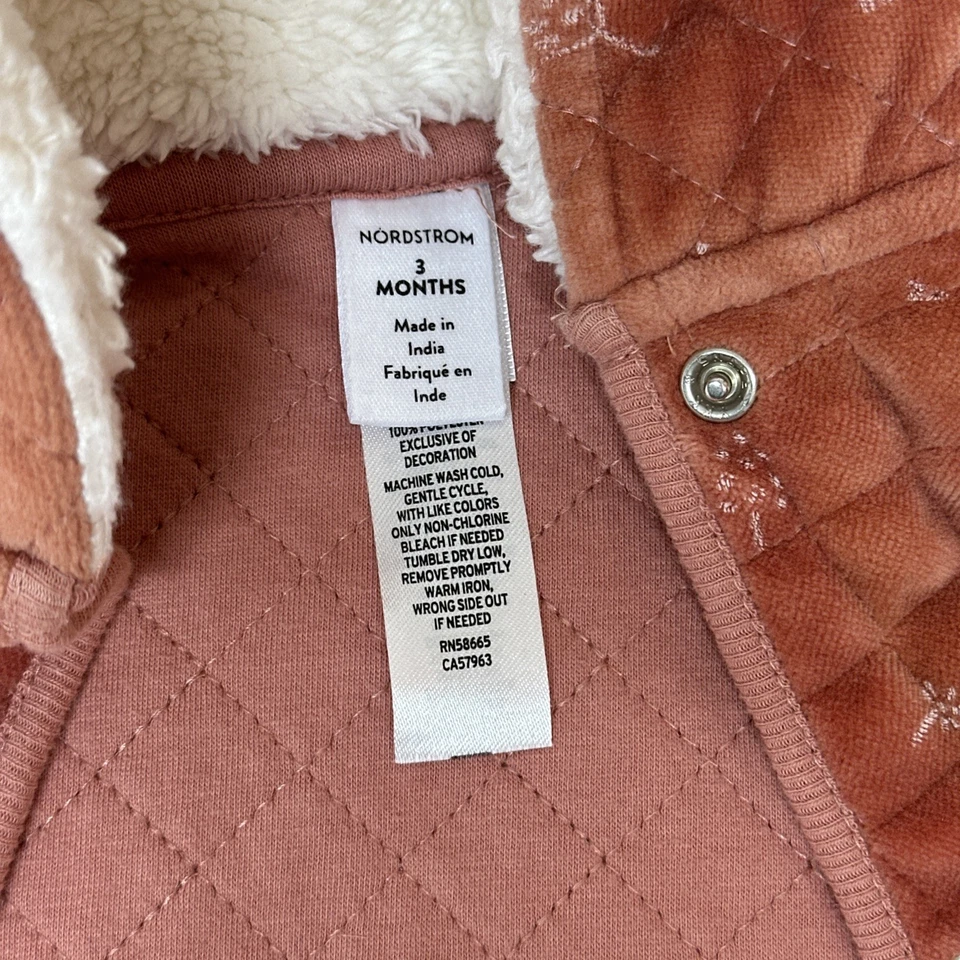 NORDSTROM
3
MONTHS
Made in
India
Fabriqué en
Inde
100% POLYESTER
EXCLUSIVE OF
DECORATION
MACHINE WASH COLD,
GENTLE CYCLE,
WITH LIKE COLORS
ONLY NON-CHLORINE
BLEACH IF NEEDED
TUMBLE DRY LOW,
REMOVE PROMPTLY
WARM IRON,
WRONG SIDE OUT
IF NEEDED
RN58665
CA57963